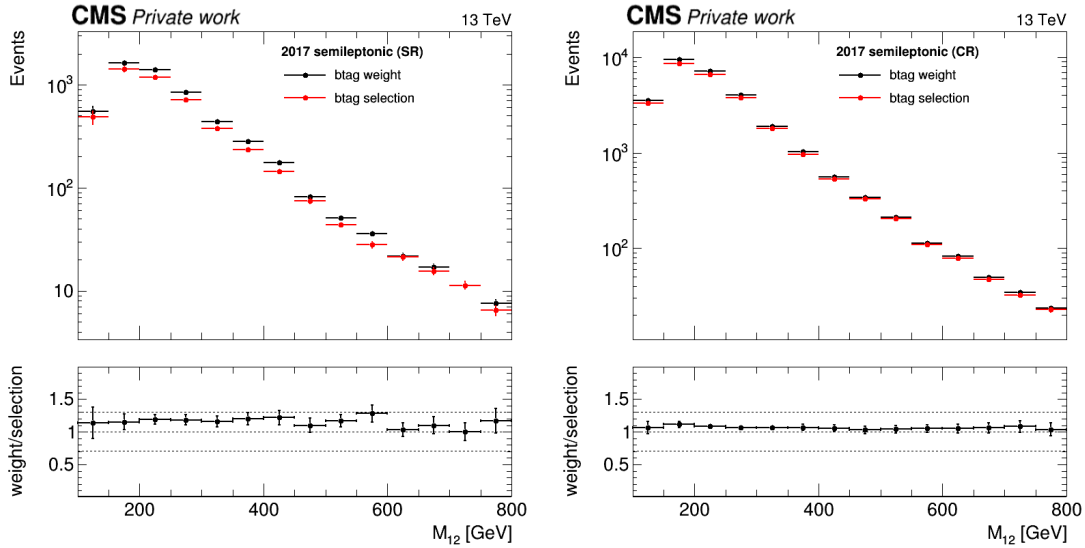 CMS Private work
13 TeV
Events
2017 semileptonic (SR)
btag weight
btag selection
10³
10²
10
weight/selection
1.5
1
0.5
200
400
600
800
M₁₂ [GeV]
CMS Private work
13 TeV
Events
2017 semileptonic (CR)
btag weight
btag selection
10⁴
10³
10²
weight/selection
1.5
1
0.5
200
400
600
800
M₁₂ [GeV]